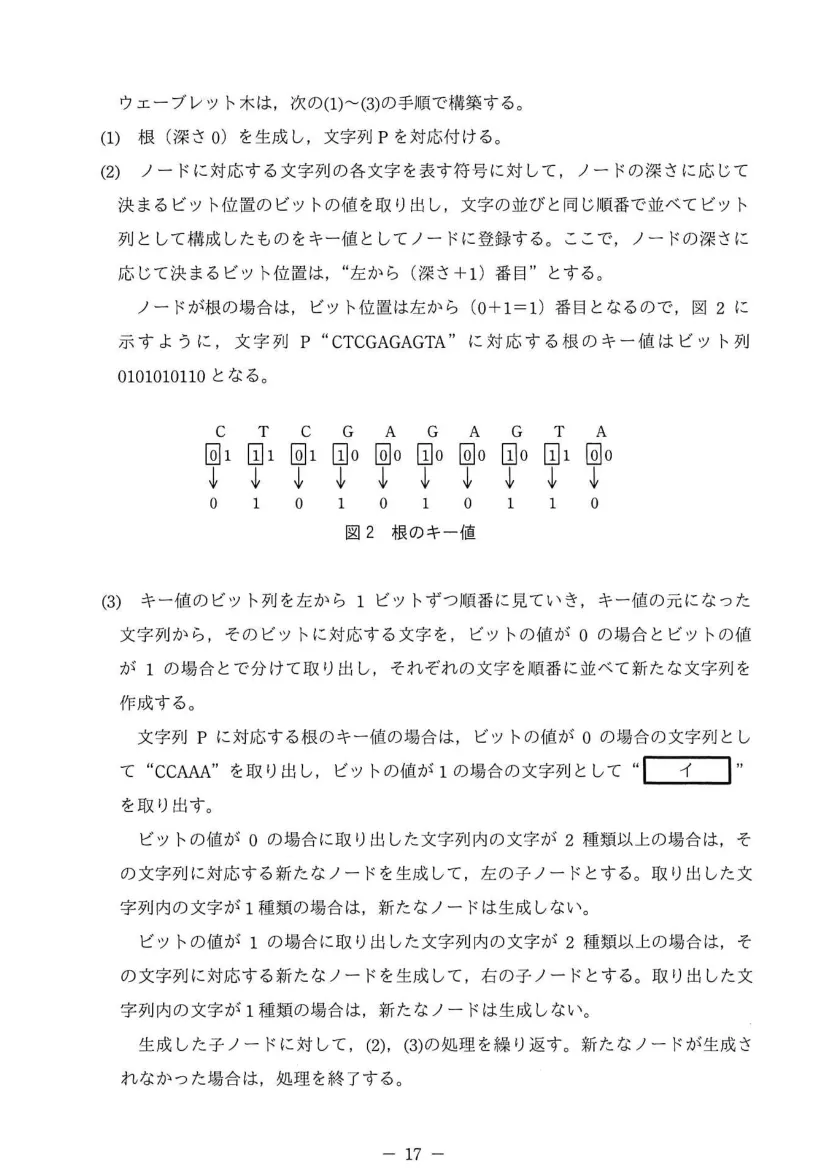 ウェーブレット木は，次の(1)～(3)の手順で構築する。
(1) 根（深さ 0）を生成し，文字列 P を対応付ける。
(2) ノードに対応する文字列の各文字を表す符号に対して，ノードの深さに応じて
決まるビット位置のビットの値を取り出し，文字の並びと同じ順番で並べてビット
列として構成したものをキー値としてノードに登録する。ここで，ノードの深さに
応じて決まるビット位置は，“左から（深さ＋1）番目”とする。
ノードが根の場合は，ビット位置は左から（0＋1＝1）番目となるので，図 2 に
示すように，文字列 P “CTCGAGAGTA” に対応する根のキー値はビット列
0101010110 となる。
C T C G A G A G T A
01 11 01 10 00 10 00 10 11 00
↓ ↓ ↓ ↓ ↓ ↓ ↓ ↓ ↓ ↓
0 1 0 1 0 1 0 1 1 0
図 2 根のキー値
(3) キー値のビット列を左から 1 ビットずつ順番に見ていき，キー値の元になった
文字列から，そのビットに対応する文字を，ビットの値が 0 の場合とビットの値
が 1 の場合とで分けて取り出し，それぞれの文字を順番に並べて新たな文字列を
作成する。
文字列 P に対応する根のキー値の場合は，ビットの値が 0 の場合の文字列とし
て “CCAAA” を取り出し，ビットの値が 1 の場合の文字列として “ イ ”
を取り出す。
ビットの値が 0 の場合に取り出した文字列内の文字が 2 種類以上の場合は，そ
の文字列に対応する新たなノードを生成して，左の子ノードとする。取り出した文
字列内の文字が 1 種類の場合は，新たなノードは生成しない。
ビットの値が 1 の場合に取り出した文字列内の文字が 2 種類以上の場合は，そ
の文字列に対応する新たなノードを生成して，右の子ノードとする。取り出した文
字列内の文字が 1 種類の場合は，新たなノードは生成しない。
生成した子ノードに対して，(2)，(3)の処理を繰り返す。新たなノードが生成さ
れなかった場合は，処理を終了する。
－ 17 －